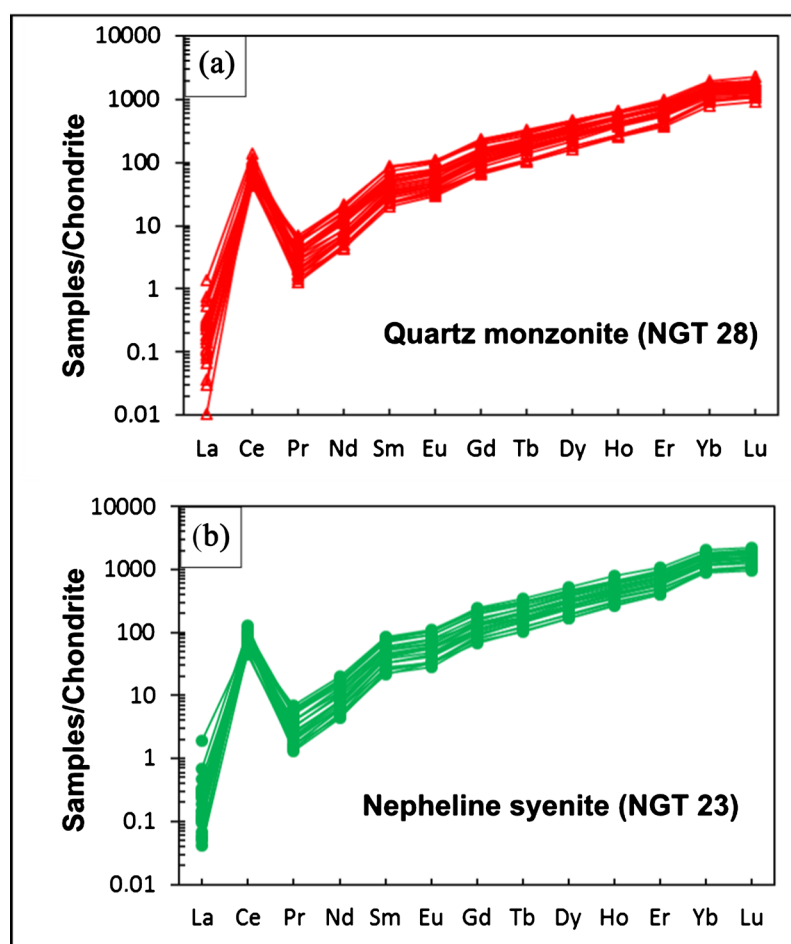 (a)
10000
1000
100
10
1
0.1
0.01
Samples/Chondrite
Quartz monzonite (NGT 28)
La Ce Pr Nd Sm Eu Gd Tb Dy Ho Er Yb Lu
(b)
10000
1000
100
10
1
0.1
0.01
Samples/Chondrite
Nepheline syenite (NGT 23)
La Ce Pr Nd Sm Eu Gd Tb Dy Ho Er Yb Lu